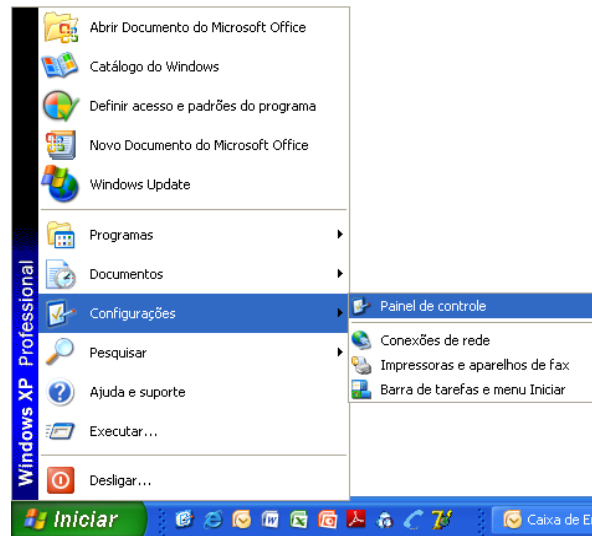 Abrir Documento do Microsoft Office
Catálogo do Windows
Definir acesso e padrões do programa
Novo Documento do Microsoft Office
Windows Update
Programas
Documentos
Configurações
Painel de controle
Conexões de rede
Impressoras e aparelhos de fax
Barra de tarefas e menu Iniciar
Pesquisar
Ajuda e suporte
Executar...
Desligar...
Windows XP Professional
Iniciar
Caixa de En